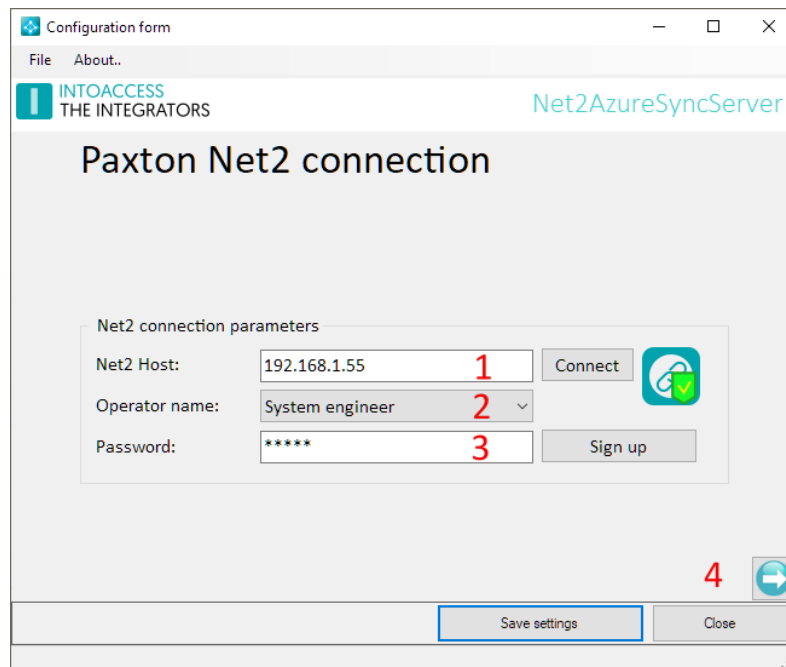 Configuration form
File About..
INTOACCESS
THE INTEGRATORS
Net2AzureSyncServer
Paxton Net2 connection
Net2 connection parameters
Net2 Host: 192.168.1.55 1 Connect
Operator name: System engineer 2
Password: ***** 3 Sign up
4
Save settings Close